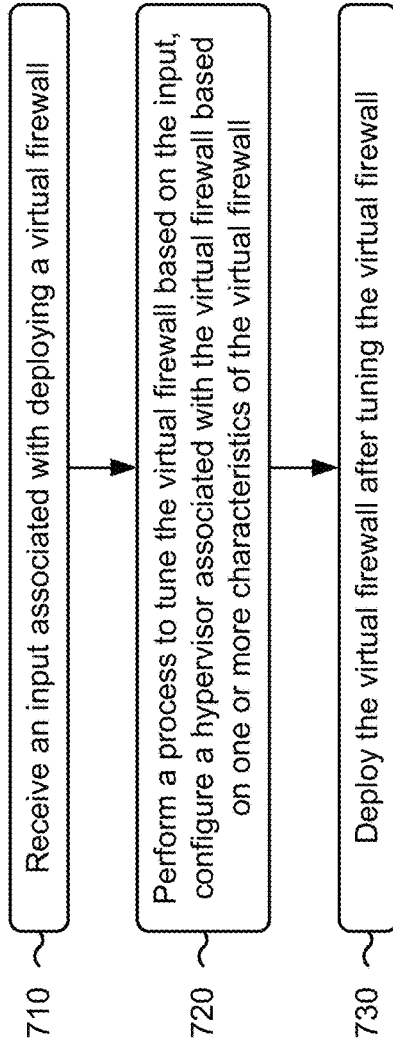 710
Receive an input associated with deploying a virtual firewall
720
Perform a process to tune the virtual firewall based on the input,
configure a hypervisor associated with the virtual firewall based
on one or more characteristics of the virtual firewall
730
Deploy the virtual firewall after tuning the virtual firewall